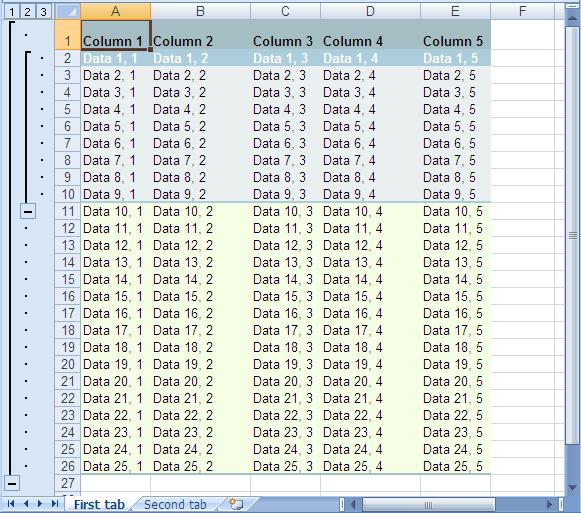 1 2 3 A B C D E F
1 Column 1 Column 2 Column 3 Column 4 Column 5
2 Data 1, 1 Data 1, 2 Data 1, 3 Data 1, 4 Data 1, 5
3 Data 2, 1 Data 2, 2 Data 2, 3 Data 2, 4 Data 2, 5
4 Data 3, 1 Data 3, 2 Data 3, 3 Data 3, 4 Data 3, 5
5 Data 4, 1 Data 4, 2 Data 4, 3 Data 4, 4 Data 4, 5
6 Data 5, 1 Data 5, 2 Data 5, 3 Data 5, 4 Data 5, 5
7 Data 6, 1 Data 6, 2 Data 6, 3 Data 6, 4 Data 6, 5
8 Data 7, 1 Data 7, 2 Data 7, 3 Data 7, 4 Data 7, 5
9 Data 8, 1 Data 8, 2 Data 8, 3 Data 8, 4 Data 8, 5
10 Data 9, 1 Data 9, 2 Data 9, 3 Data 9, 4 Data 9, 5
11 Data 10, 1 Data 10, 2 Data 10, 3 Data 10, 4 Data 10, 5
12 Data 11, 1 Data 11, 2 Data 11, 3 Data 11, 4 Data 11, 5
13 Data 12, 1 Data 12, 2 Data 12, 3 Data 12, 4 Data 12, 5
14 Data 13, 1 Data 13, 2 Data 13, 3 Data 13, 4 Data 13, 5
15 Data 14, 1 Data 14, 2 Data 14, 3 Data 14, 4 Data 14, 5
16 Data 15, 1 Data 15, 2 Data 15, 3 Data 15, 4 Data 15, 5
17 Data 16, 1 Data 16, 2 Data 16, 3 Data 16, 4 Data 16, 5
18 Data 17, 1 Data 17, 2 Data 17, 3 Data 17, 4 Data 17, 5
19 Data 18, 1 Data 18, 2 Data 18, 3 Data 18, 4 Data 18, 5
20 Data 19, 1 Data 19, 2 Data 19, 3 Data 19, 4 Data 19, 5
21 Data 20, 1 Data 20, 2 Data 20, 3 Data 20, 4 Data 20, 5
22 Data 21, 1 Data 21, 2 Data 21, 3 Data 21, 4 Data 21, 5
23 Data 22, 1 Data 22, 2 Data 22, 3 Data 22, 4 Data 22, 5
24 Data 23, 1 Data 23, 2 Data 23, 3 Data 23, 4 Data 23, 5
25 Data 24, 1 Data 24, 2 Data 24, 3 Data 24, 4 Data 24, 5
26 Data 25, 1 Data 25, 2 Data 25, 3 Data 25, 4 Data 25, 5
27
First tab Second tab